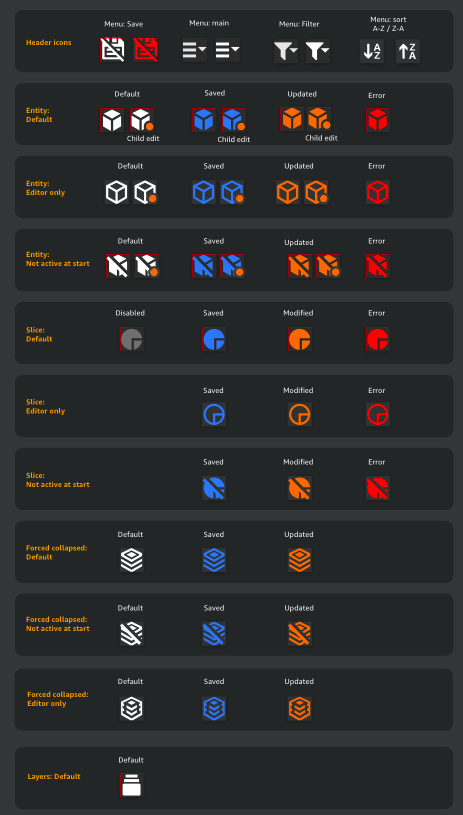 Header icons
Menu: Save
Menu: main
Menu: Filter
Menu: sort
A-Z / Z-A
A
Z
Z
A
Entity:
Default
Default
Saved
Updated
Error
Child edit
Child edit
Child edit
Entity:
Editor only
Default
Saved
Updated
Error
Entity:
Not active at start
Default
Saved
Updated
Error
Slice:
Default
Disabled
Saved
Modified
Error
Slice:
Editor only
Saved
Modified
Error
Slice:
Not active at start
Saved
Modified
Error
Forced collapsed:
Default
Default
Saved
Updated
Forced collapsed:
Not active at start
Default
Saved
Updated
Forced collapsed:
Editor only
Default
Saved
Updated
Layers: Default
Default